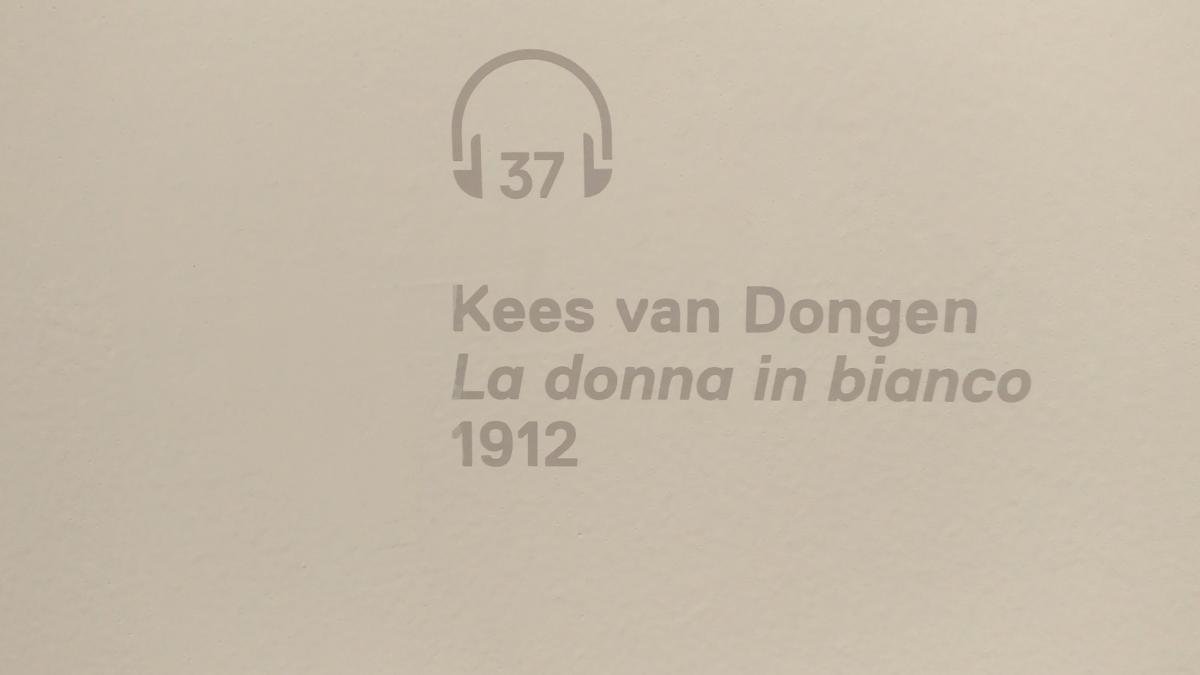 37
Kees van Dongen
La donna in bianco
1912